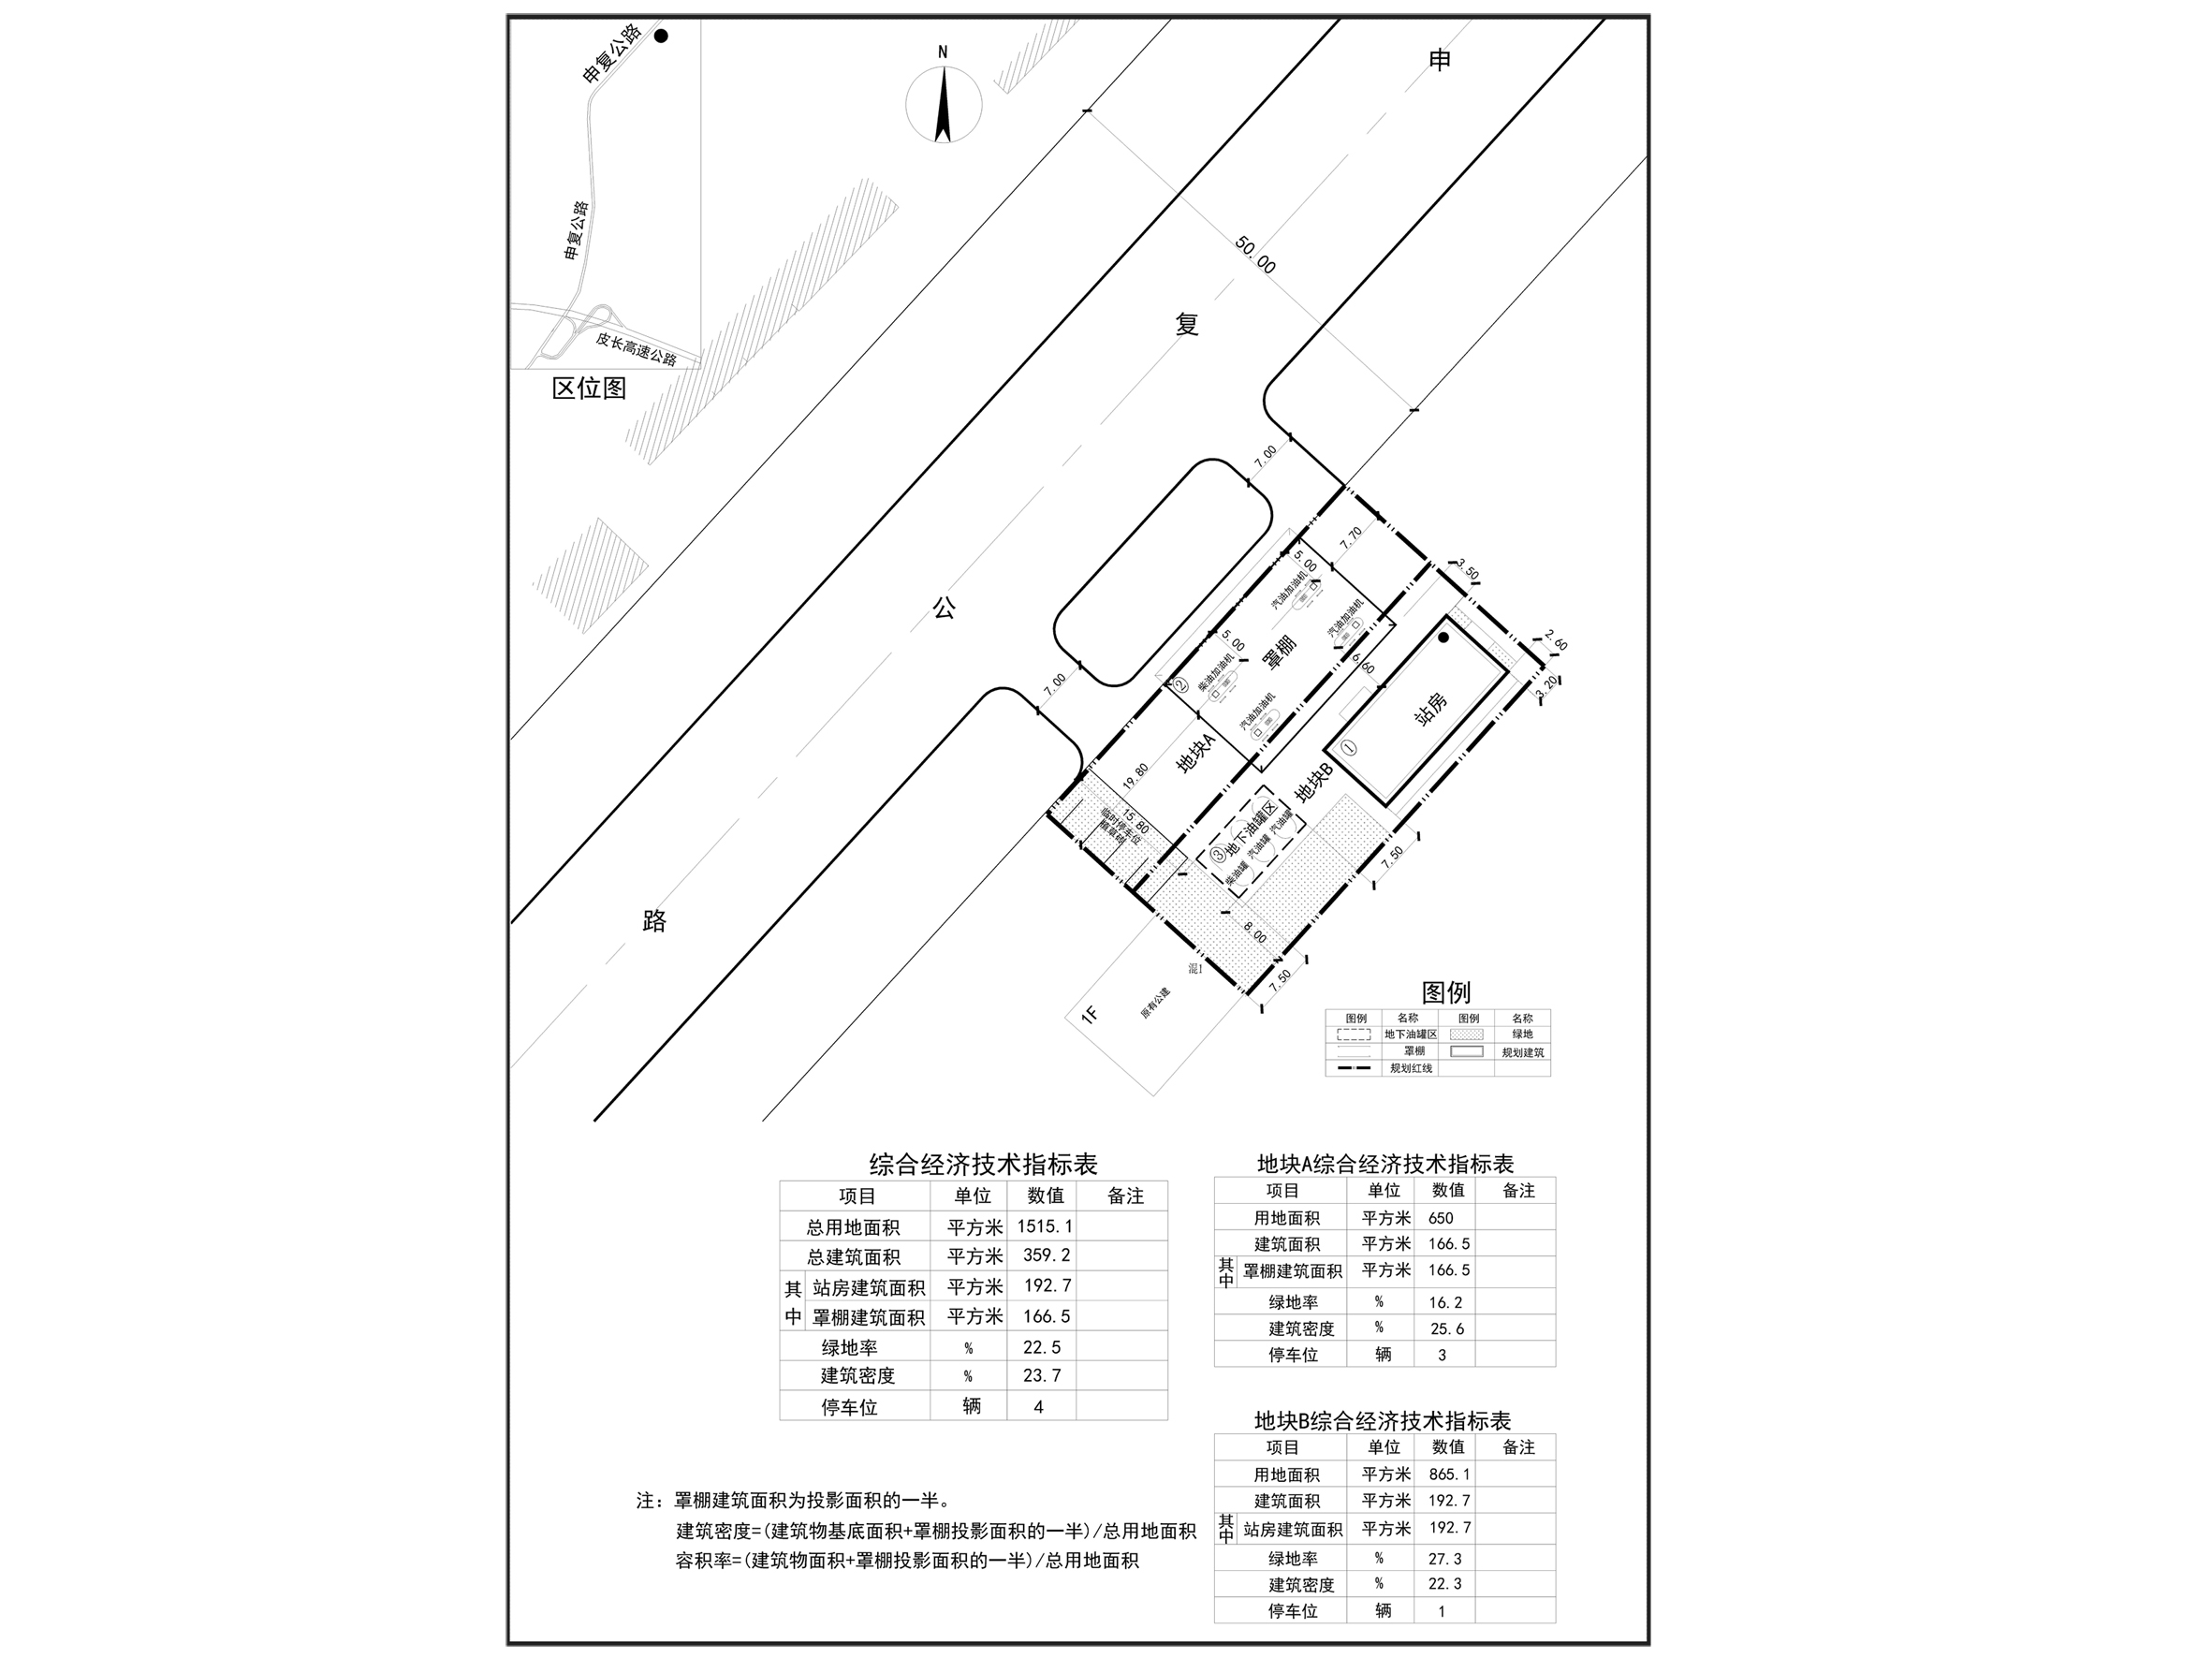 申复公路
N
申
申复公路
50.00
皮长高速公路
复
区位图
7.00
7.70
5.00
3.50
汽油加油机
公
汽油加油机
2.60
5.00
罩棚
6.60
柴油加油机
②
3.20
7.00
汽油加油机
站房
①
地块A
19.80
地块B
15.80
临时停车位
植草砖
地下油罐区
③
汽油罐
汽油罐
柴油罐
7.50
路
8.00
混1
7.50
原有公建
1F
图例
图例 名称 图例 名称
地下油罐区 绿地
罩棚 规划建筑
规划红线
综合经济技术指标表
项目 单位 数值 备注
总用地面积 平方米 1515.1
总建筑面积 平方米 359.2
其中 站房建筑面积 平方米 192.7
罩棚建筑面积 平方米 166.5
绿地率 % 22.5
建筑密度 % 23.7
停车位 辆 4
地块A综合经济技术指标表
项目 单位 数值 备注
用地面积 平方米 650
建筑面积 平方米 166.5
其中 罩棚建筑面积 平方米 166.5
绿地率 % 16.2
建筑密度 % 25.6
停车位 辆 3
地块B综合经济技术指标表
项目 单位 数值 备注
用地面积 平方米 865.1
建筑面积 平方米 192.7
其中 站房建筑面积 平方米 192.7
绿地率 % 27.3
建筑密度 % 22.3
停车位 辆 1
注：罩棚建筑面积为投影面积的一半。
建筑密度=(建筑物基底面积+罩棚投影面积的一半)/总用地面积
容积率=(建筑物面积+罩棚投影面积的一半)/总用地面积